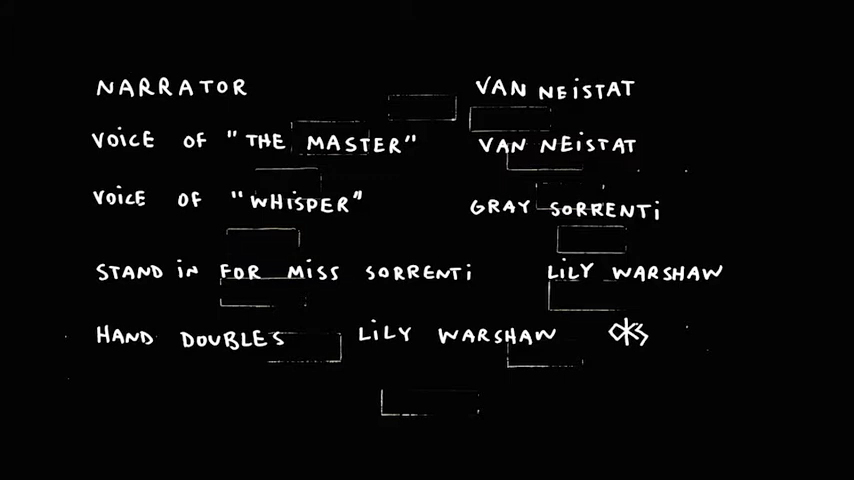 NARRATOR VAN NEiSTAT
VOiCE OF "THE MASTER" VAN NEiSTAT
VOiCE OF "WHiSPER" GRAY SORRENTi
STAND iN FOR MiSS SORRENTi LiLY WARSHAW
HAND DOUBLES LiLY WARSHAW